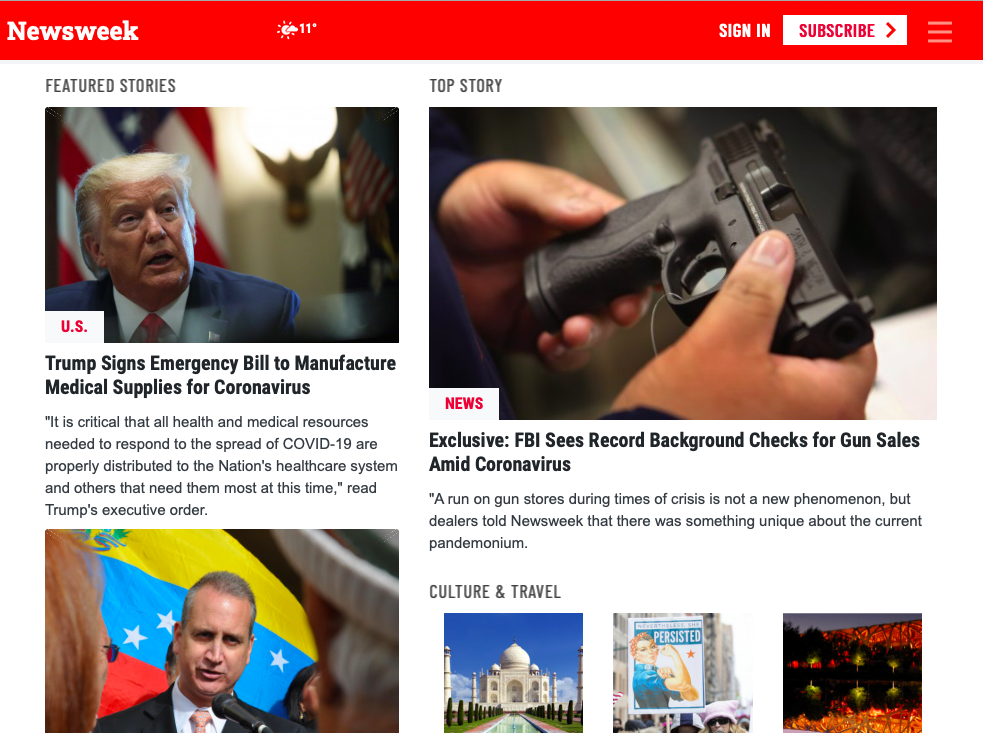 Newsweek
11°
SIGN IN
SUBSCRIBE
FEATURED STORIES
U.S.
Trump Signs Emergency Bill to Manufacture
Medical Supplies for Coronavirus
"It is critical that all health and medical resources
needed to respond to the spread of COVID-19 are
properly distributed to the Nation's healthcare system
and others that need them most at this time," read
Trump's executive order.
TOP STORY
NEWS
Exclusive: FBI Sees Record Background Checks for Gun Sales
Amid Coronavirus
"A run on gun stores during times of crisis is not a new phenomenon, but
dealers told Newsweek that there was something unique about the current
pandemonium.
CULTURE & TRAVEL
NEVERTHELESS SHE
PERSISTED